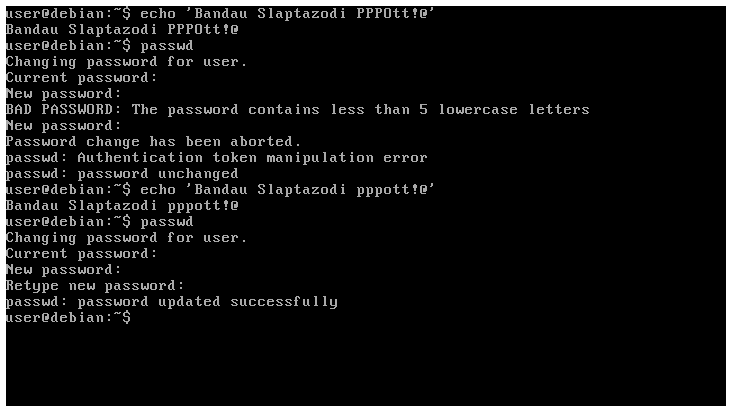 user@debian:~$ echo 'Bandau Slaptazodi PPPOtt!@'
Bandau Slaptazodi PPPOtt!@
user@debian:~$ passwd
Changing password for user.
Current password:
New password:
BAD PASSWORD: The password contains less than 5 lowercase letters
New password:
Password change has been aborted.
passwd: Authentication token manipulation error
passwd: password unchanged
user@debian:~$ echo 'Bandau Slaptazodi pppott!@'
Bandau Slaptazodi pppott!@
user@debian:~$ passwd
Changing password for user.
Current password:
New password:
Retype new password:
passwd: password updated successfully
user@debian:~$